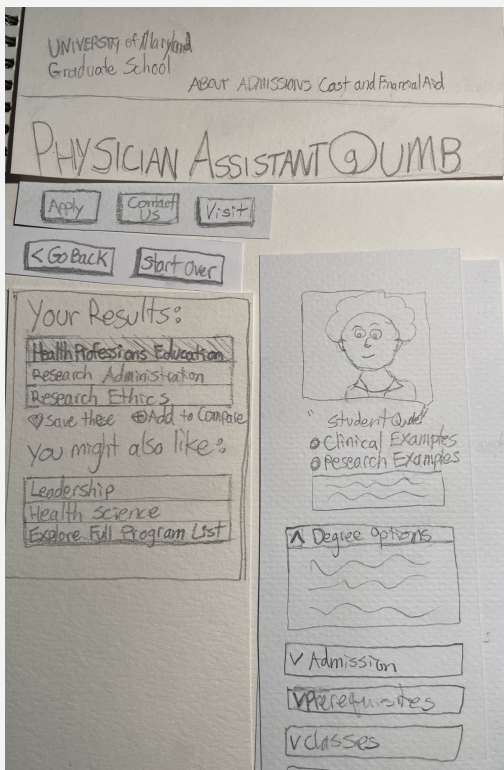 UNIVERSITY of Maryland
Graduate School
ABOUT ADMISSIONS Cost and Financial Aid
PHYSICIAN ASSISTANT @ UMB
Apply
Contact Us
Visit
< Go Back
Start Over
Your Results:
Health Professions Education
Research Administration
Research Ethics
Save these
Add to Compare
You might also like:
Leadership
Health Science
Explore Full Program List
"Student Quote"
Clinical Examples
Research Examples
Degree Options
Admission
Prerequisites
Classes